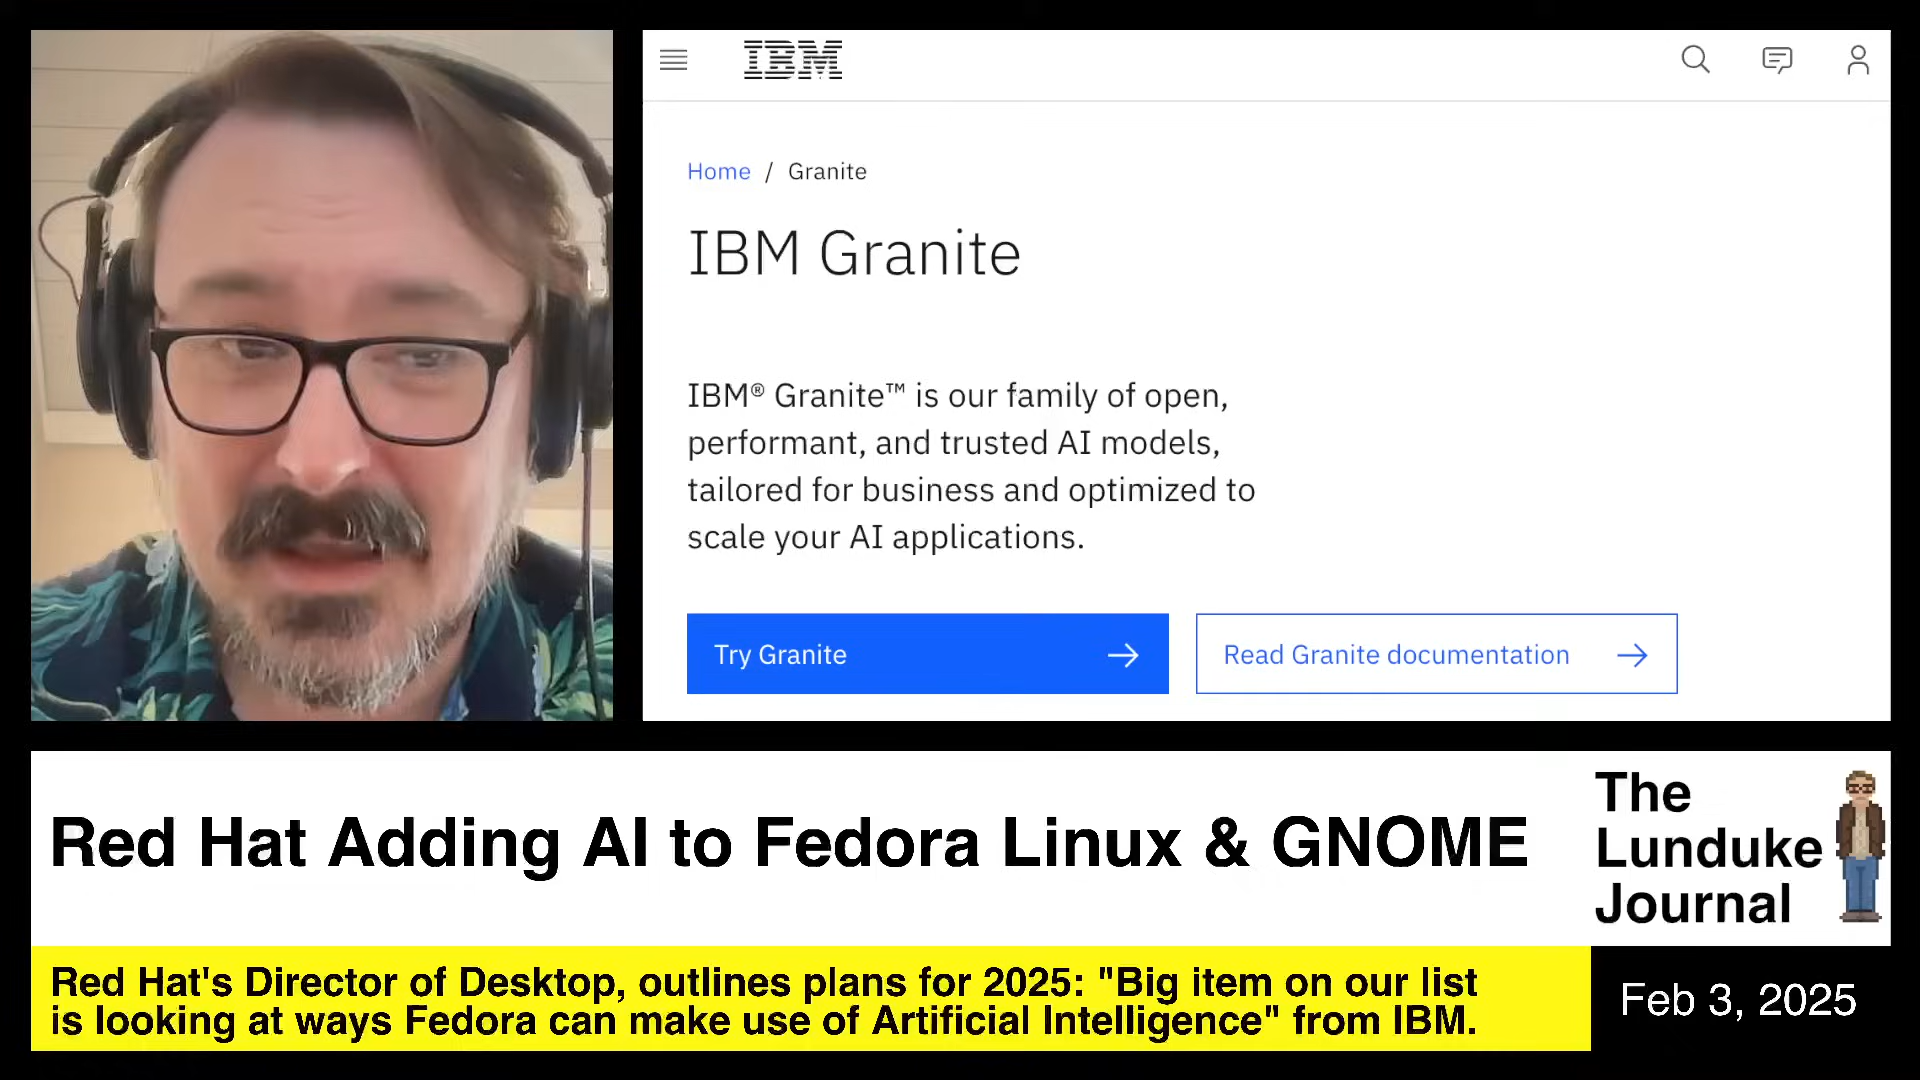 IBM
Home / Granite
IBM Granite
IBM® Granite™ is our family of open,
performant, and trusted AI models,
tailored for business and optimized to
scale your AI applications.
Try Granite
Read Granite documentation
Red Hat Adding AI to Fedora Linux & GNOME
The
Lunduke
Journal
Red Hat's Director of Desktop, outlines plans for 2025: "Big item on our list
is looking at ways Fedora can make use of Artificial Intelligence" from IBM.
Feb 3, 2025